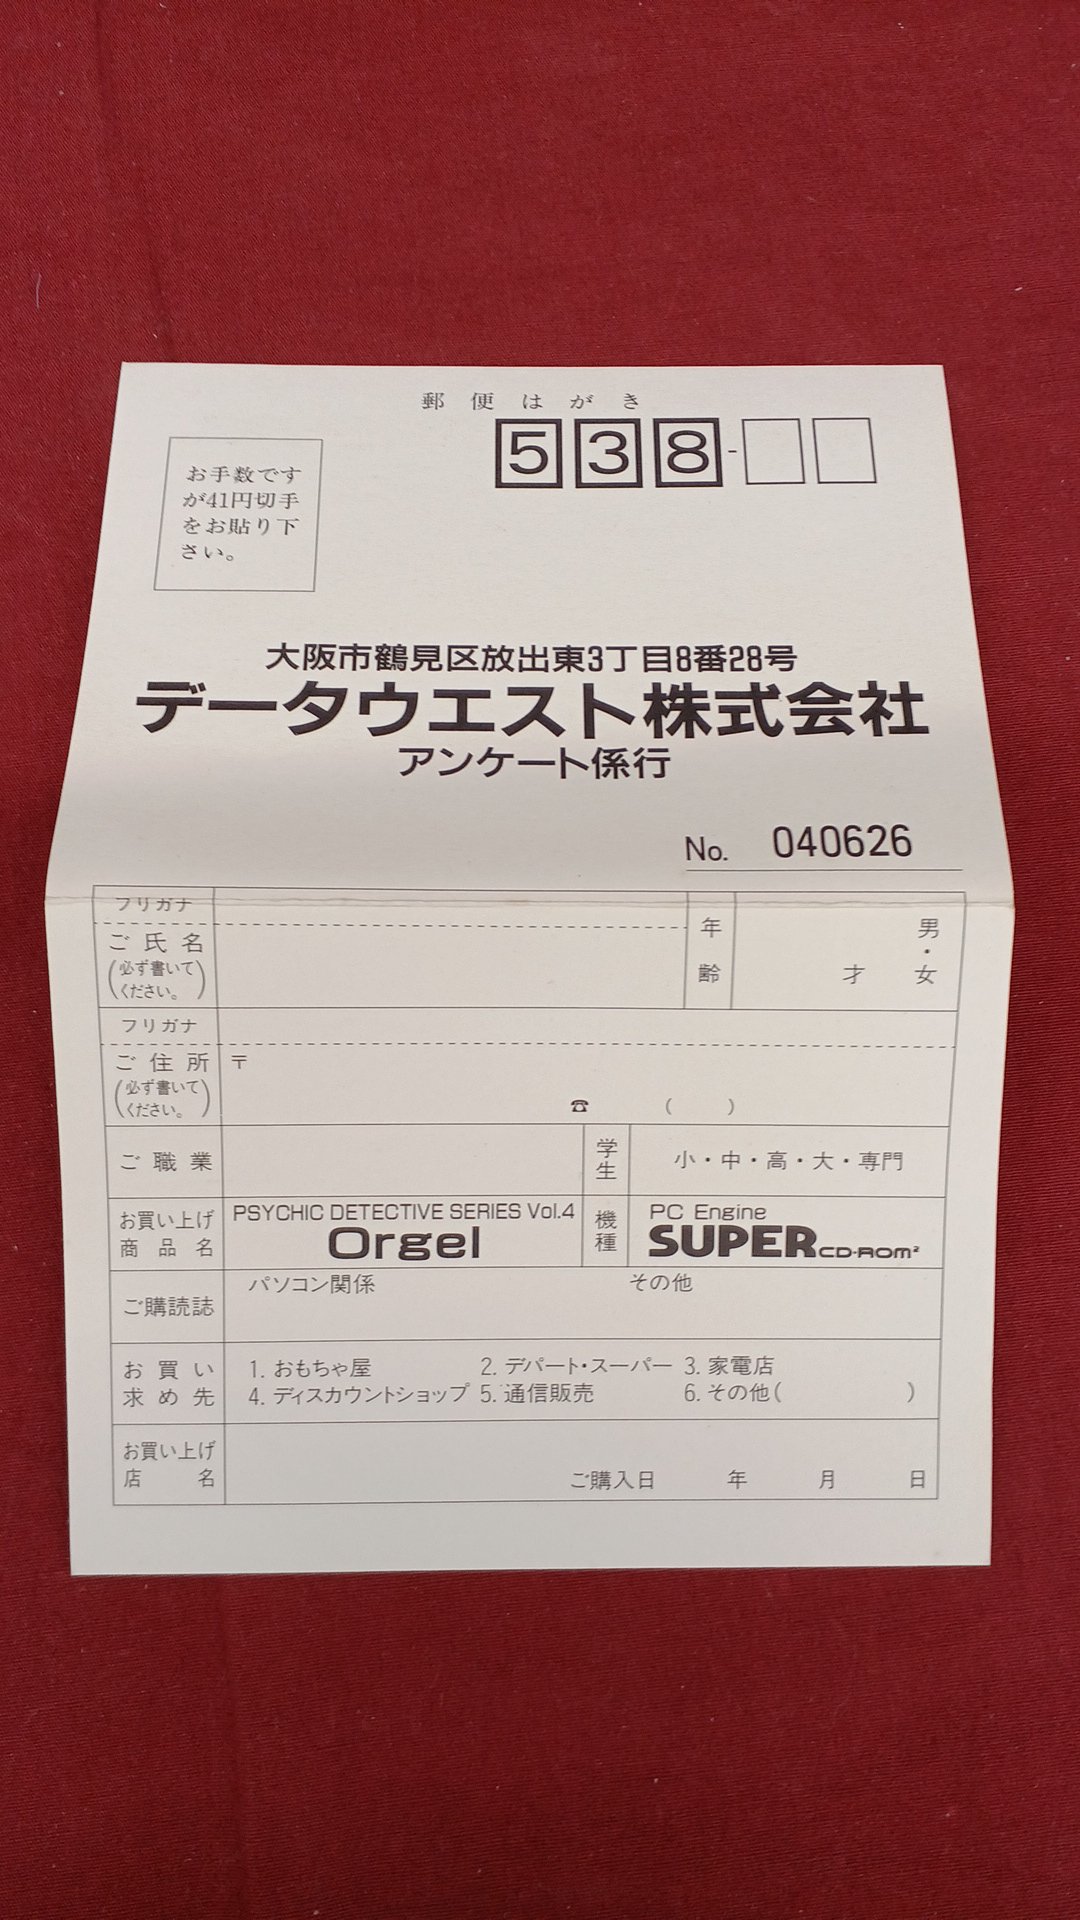 郵便はがき
538-
お手数です
が41円切手
をお貼り下
さい。
大阪市鶴見区放出東3丁目8番28号
データウエスト株式会社
アンケート係行
No. 040626
フリガナ
ご氏名
(必ず書いて
ください。)
年
齢
才
男
・
女
フリガナ
ご住所
(必ず書いて
ください。)
〒
☎ ( )
ご職業
学
生
小・中・高・大・専門
お買い上げ
商品名
PSYCHIC DETECTIVE SERIES Vol.4
Orgel
機
種
PC Engine
SUPER CD-ROM²
ご購読誌
パソコン関係 その他
お買い
求め先
1. おもちゃ屋 2. デパート・スーパー 3. 家電店
4. ディスカウントショップ 5. 通信販売 6. その他( )
お買い上げ
店名
ご購入日 年 月 日